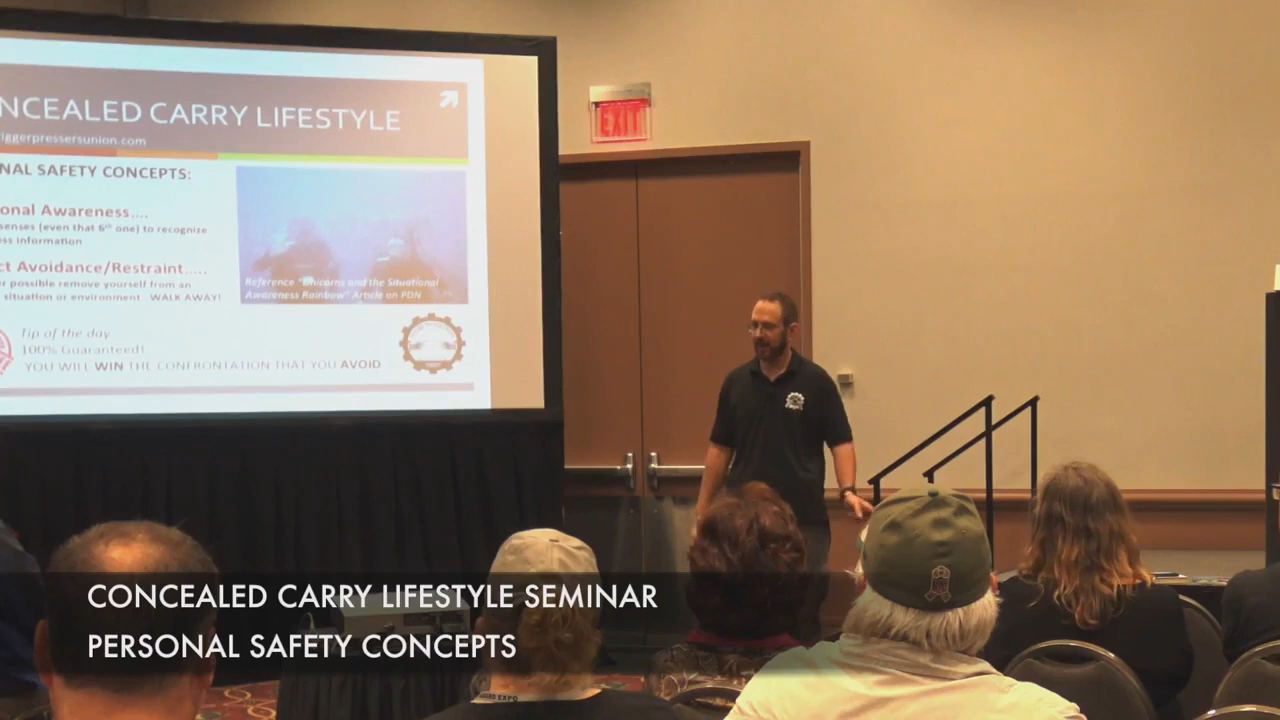 NCEALED CARRY LIFESTYLE
riggerpressersunion.com
NAL SAFETY CONCEPTS:
onal Awareness....
senses (even that 6th one) to recognize
ss information
ct Avoidance/Restraint.....
r possible remove yourself from an
situation or environment. WALK AWAY!
Reference "Unicorns and the Situational
Awareness Rainbow" Article on PDN
Tip of the day
100% Guaranteed!
YOU WILL WIN THE CONFRONTATION THAT YOU AVOID
EXIT
CONCEALED CARRY LIFESTYLE SEMINAR
PERSONAL SAFETY CONCEPTS
EXPO